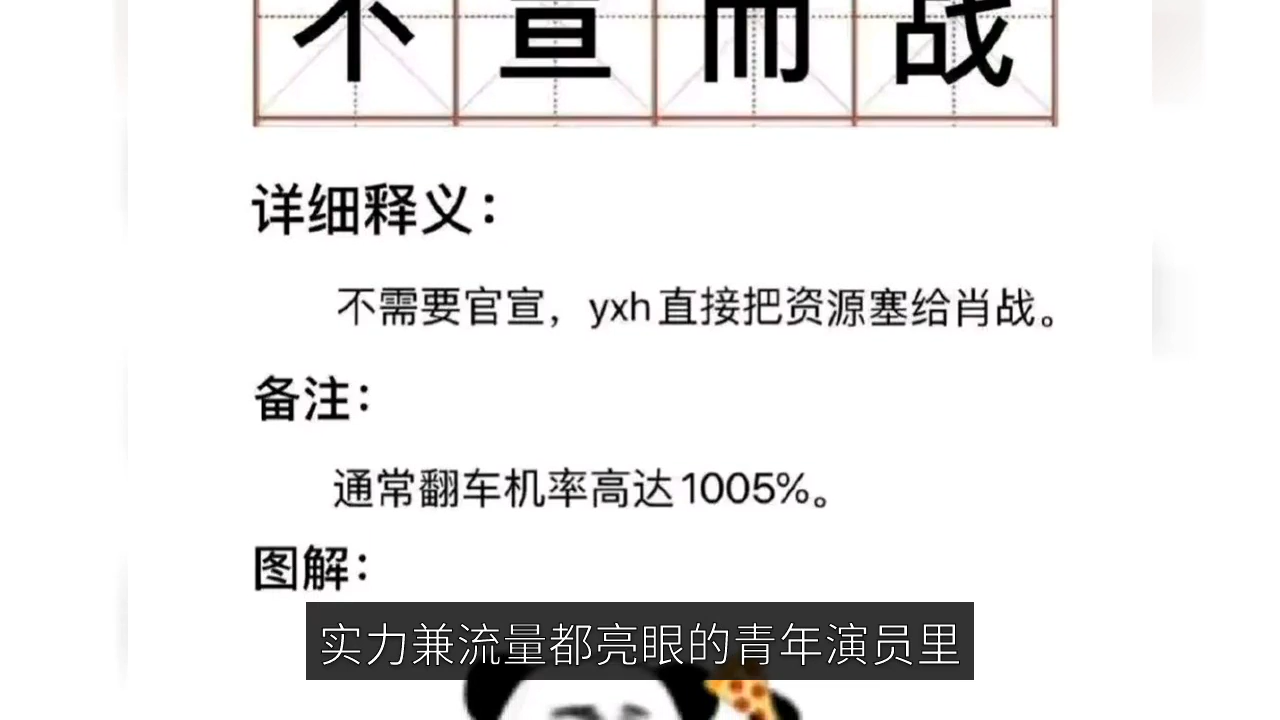 不宣而战
详细释义：
不需要官宣，yxh直接把资源塞给肖战。
备注：
通常翻车机率高达1005%。
图解：
实力兼流量都亮眼的青年演员里